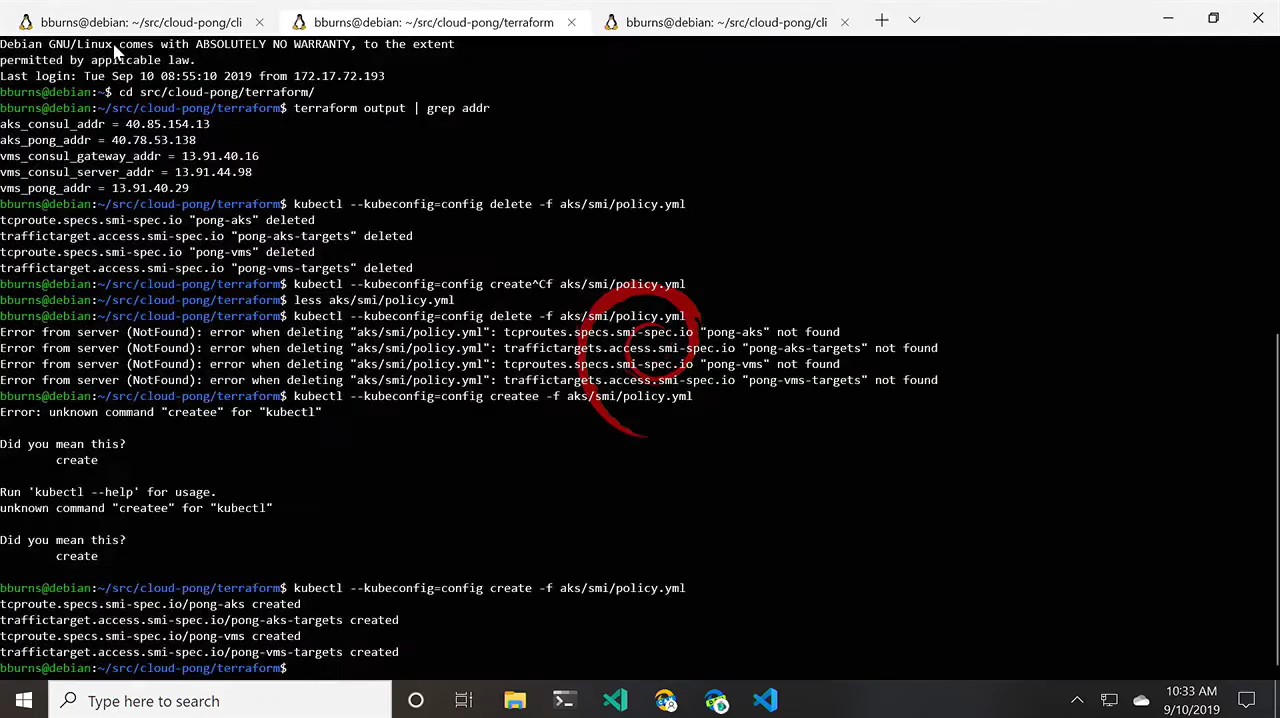 bburns@debian: ~/src/cloud-pong/cli
bburns@debian: ~/src/cloud-pong/terraform
bburns@debian: ~/src/cloud-pong/cli
Debian GNU/Linux comes with ABSOLUTELY NO WARRANTY, to the extent
permitted by applicable law.
Last login: Tue Sep 10 08:55:10 2019 from 172.17.72.193
bburns@debian:~$ cd src/cloud-pong/terraform/
bburns@debian:~/src/cloud-pong/terraform$ terraform output | grep addr
aks_consul_addr = 40.85.154.13
aks_pong_addr = 40.78.53.138
vms_consul_gateway_addr = 13.91.40.16
vms_consul_server_addr = 13.91.44.98
vms_pong_addr = 13.91.40.29
bburns@debian:~/src/cloud-pong/terraform$ kubectl --kubeconfig=config delete -f aks/smi/policy.yml
tcproute.specs.smi-spec.io "pong-aks" deleted
traffictarget.access.smi-spec.io "pong-aks-targets" deleted
tcproute.specs.smi-spec.io "pong-vms" deleted
traffictarget.access.smi-spec.io "pong-vms-targets" deleted
bburns@debian:~/src/cloud-pong/terraform$ kubectl --kubeconfig=config create^Cf aks/smi/policy.yml
bburns@debian:~/src/cloud-pong/terraform$ less aks/smi/policy.yml
bburns@debian:~/src/cloud-pong/terraform$ kubectl --kubeconfig=config delete -f aks/smi/policy.yml
Error from server (NotFound): error when deleting "aks/smi/policy.yml": tcproutes.specs.smi-spec.io "pong-aks" not found
Error from server (NotFound): error when deleting "aks/smi/policy.yml": traffictargets.access.smi-spec.io "pong-aks-targets" not found
Error from server (NotFound): error when deleting "aks/smi/policy.yml": tcproutes.specs.smi-spec.io "pong-vms" not found
Error from server (NotFound): error when deleting "aks/smi/policy.yml": traffictargets.access.smi-spec.io "pong-vms-targets" not found
bburns@debian:~/src/cloud-pong/terraform$ kubectl --kubeconfig=config createe -f aks/smi/policy.yml
Error: unknown command "createe" for "kubectl"
Did you mean this?
create
Run 'kubectl --help' for usage.
unknown command "createe" for "kubectl"
Did you mean this?
create
bburns@debian:~/src/cloud-pong/terraform$ kubectl --kubeconfig=config create -f aks/smi/policy.yml
tcproute.specs.smi-spec.io/pong-aks created
traffictarget.access.smi-spec.io/pong-aks-targets created
tcproute.specs.smi-spec.io/pong-vms created
traffictarget.access.smi-spec.io/pong-vms-targets created
bburns@debian:~/src/cloud-pong/terraform$
Type here to search
10:33 AM
9/10/2019